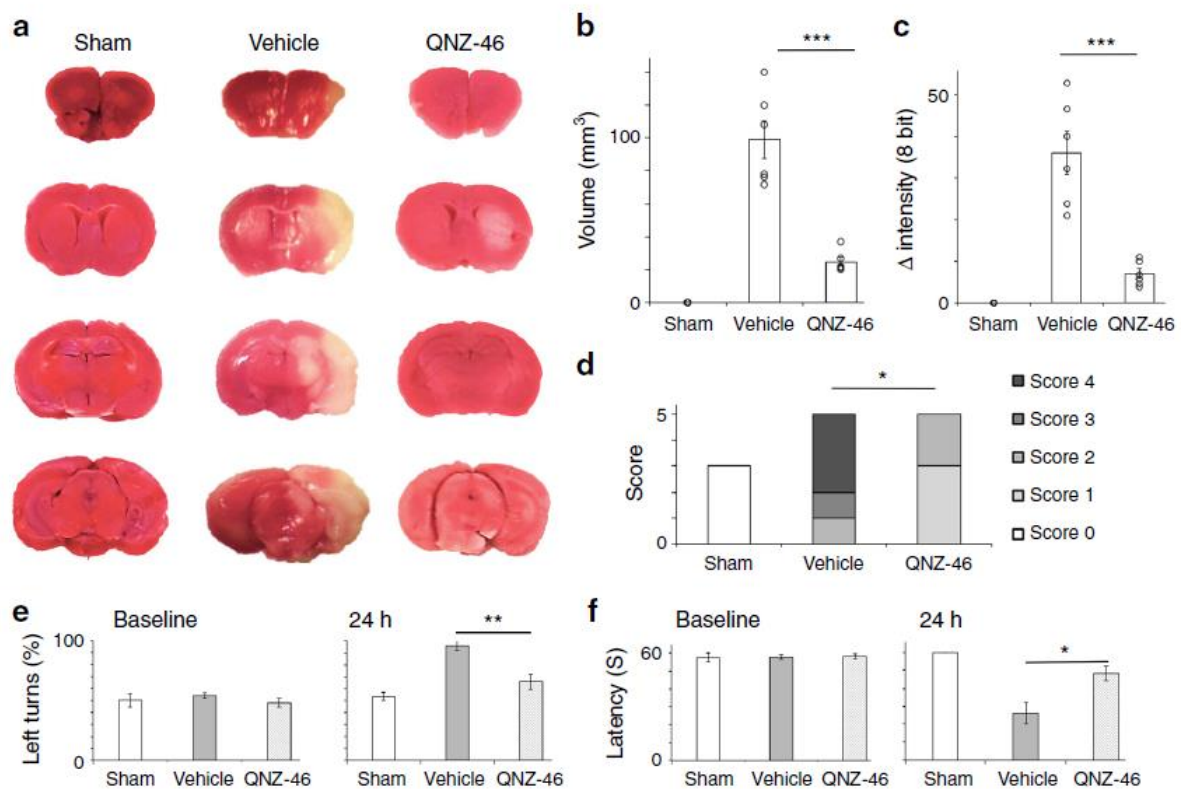 a
Sham Vehicle QNZ-46
b
***
Volume (mm³)
100
0
Sham Vehicle QNZ-46
c
***
Δ intensity (8 bit)
50
0
Sham Vehicle QNZ-46
d
*
Score
5
0
Sham Vehicle QNZ-46
Score 4
Score 3
Score 2
Score 1
Score 0
e
Baseline
24 h
**
Left turns (%)
100
0
Sham Vehicle QNZ-46
Sham Vehicle QNZ-46
f
Baseline
24 h
*
Latency (S)
60
0
Sham Vehicle QNZ-46
Sham Vehicle QNZ-46